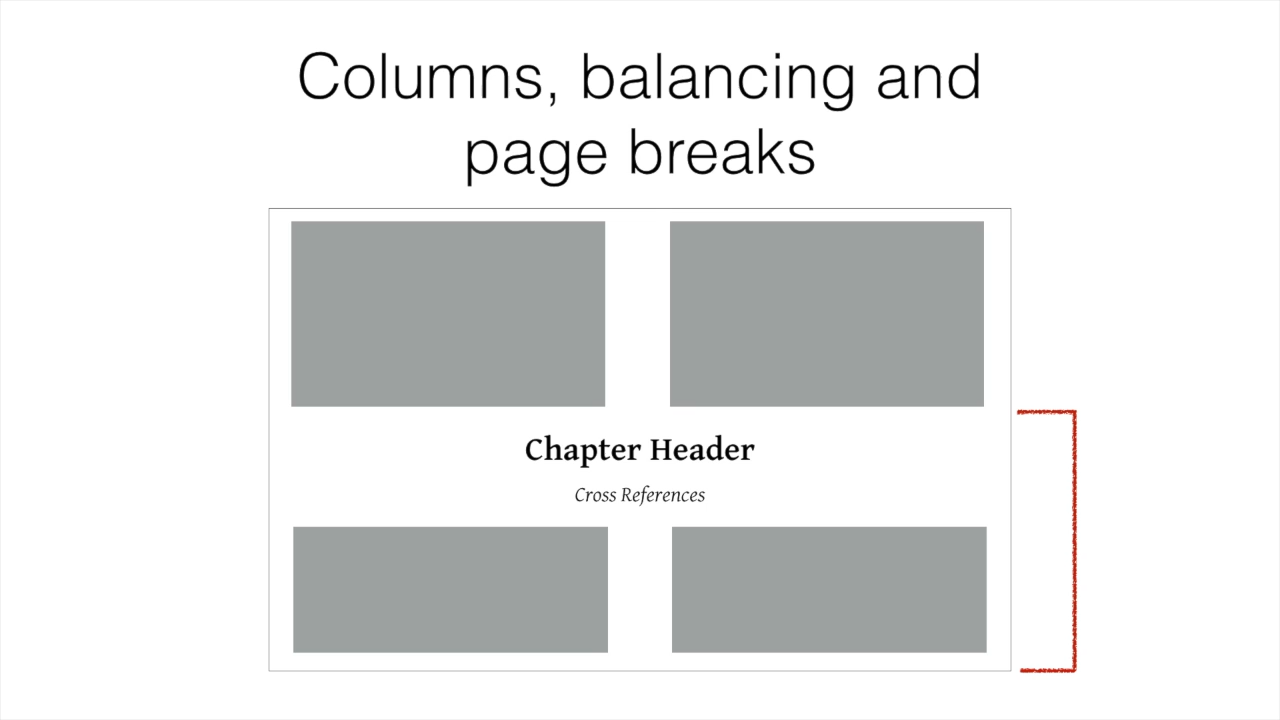 Columns, balancing and
page breaks
Chapter Header
Cross References